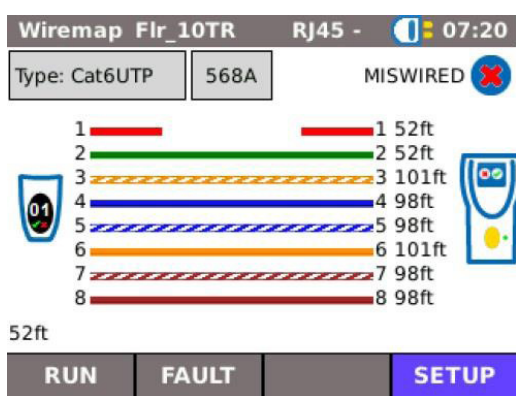 Wiremap Flr_10TR RJ45 - 07:20
Type: Cat6UTP 568A MISWIRED
1 1 52ft
2 2 52ft
3 3 101ft
4 4 98ft
01
5 5 98ft
6 6 101ft
7 7 98ft
8 8 98ft
52ft
RUN FAULT SETUP